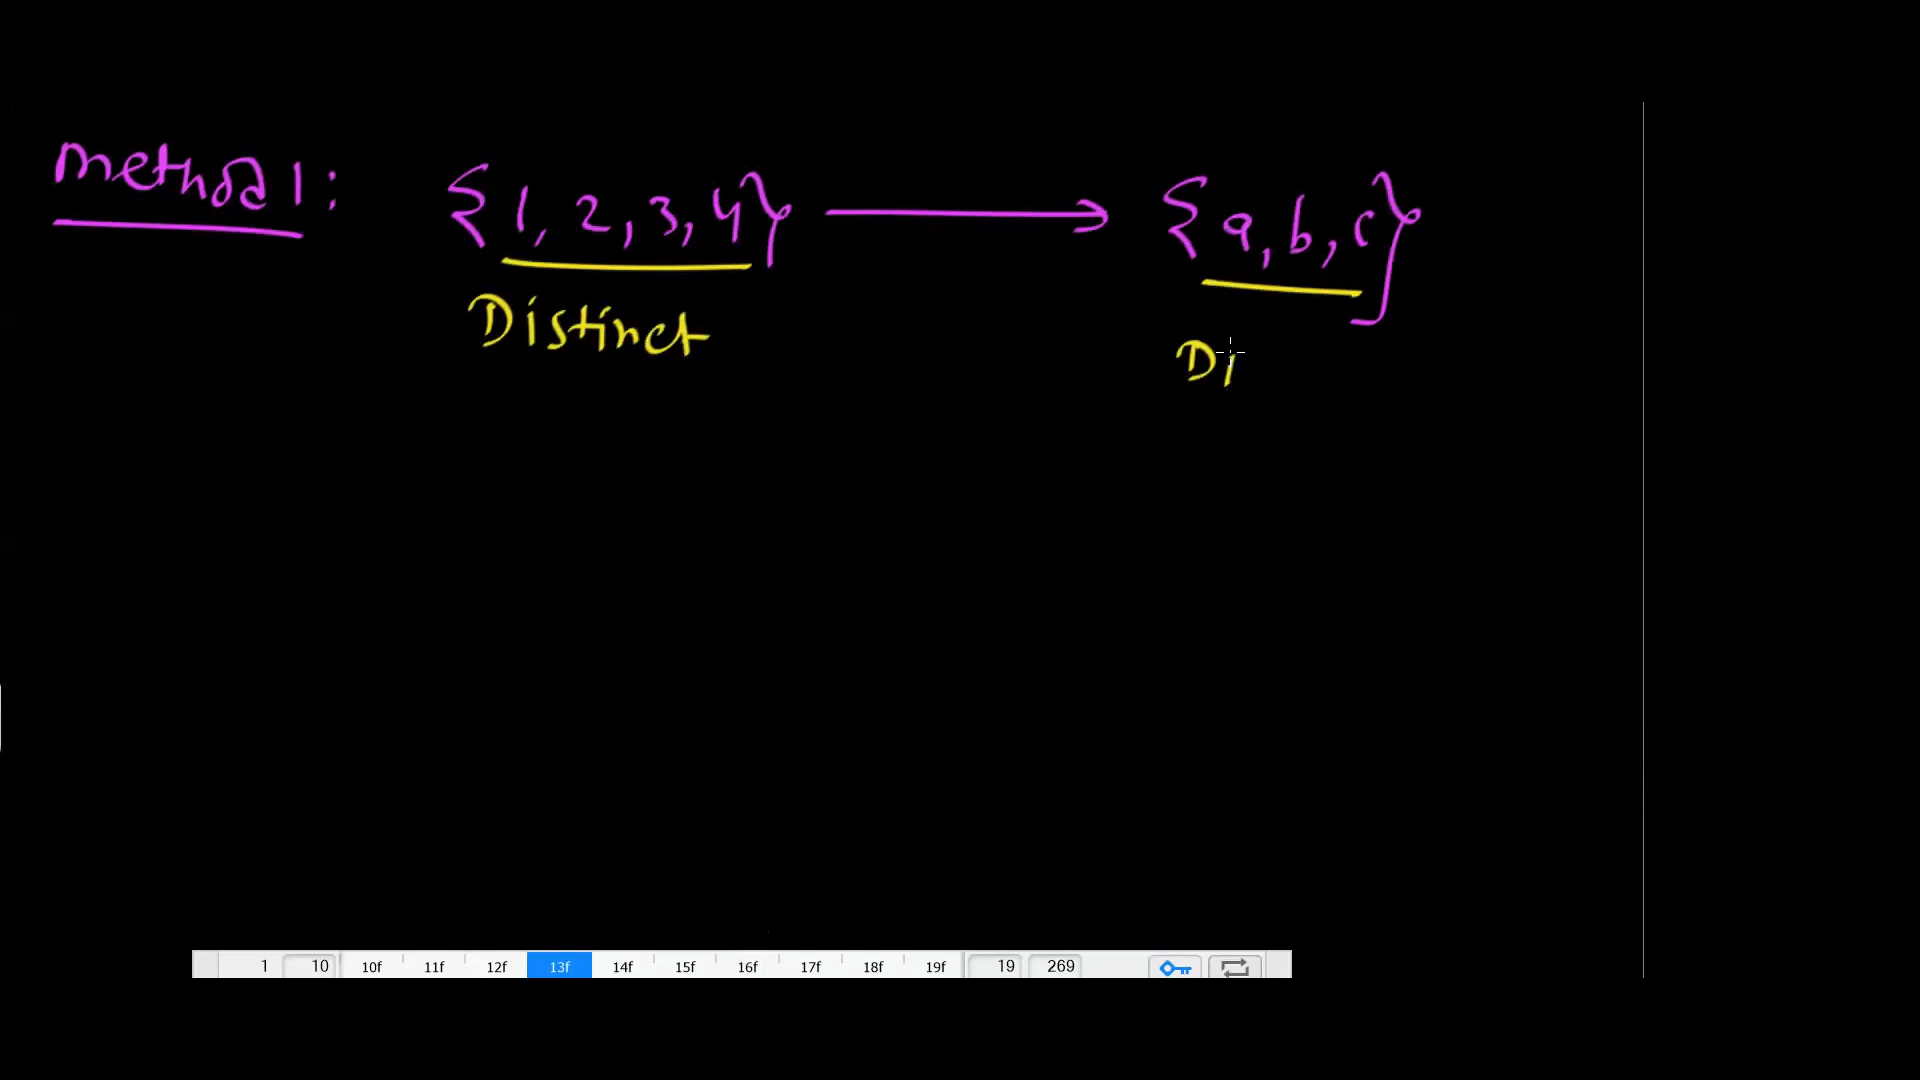 method 1: {1, 2, 3, 4} → {a, b, c}
Distinct Di
1 10 10f 11f 12f 13f 14f 15f 16f 17f 18f 19f 19 269